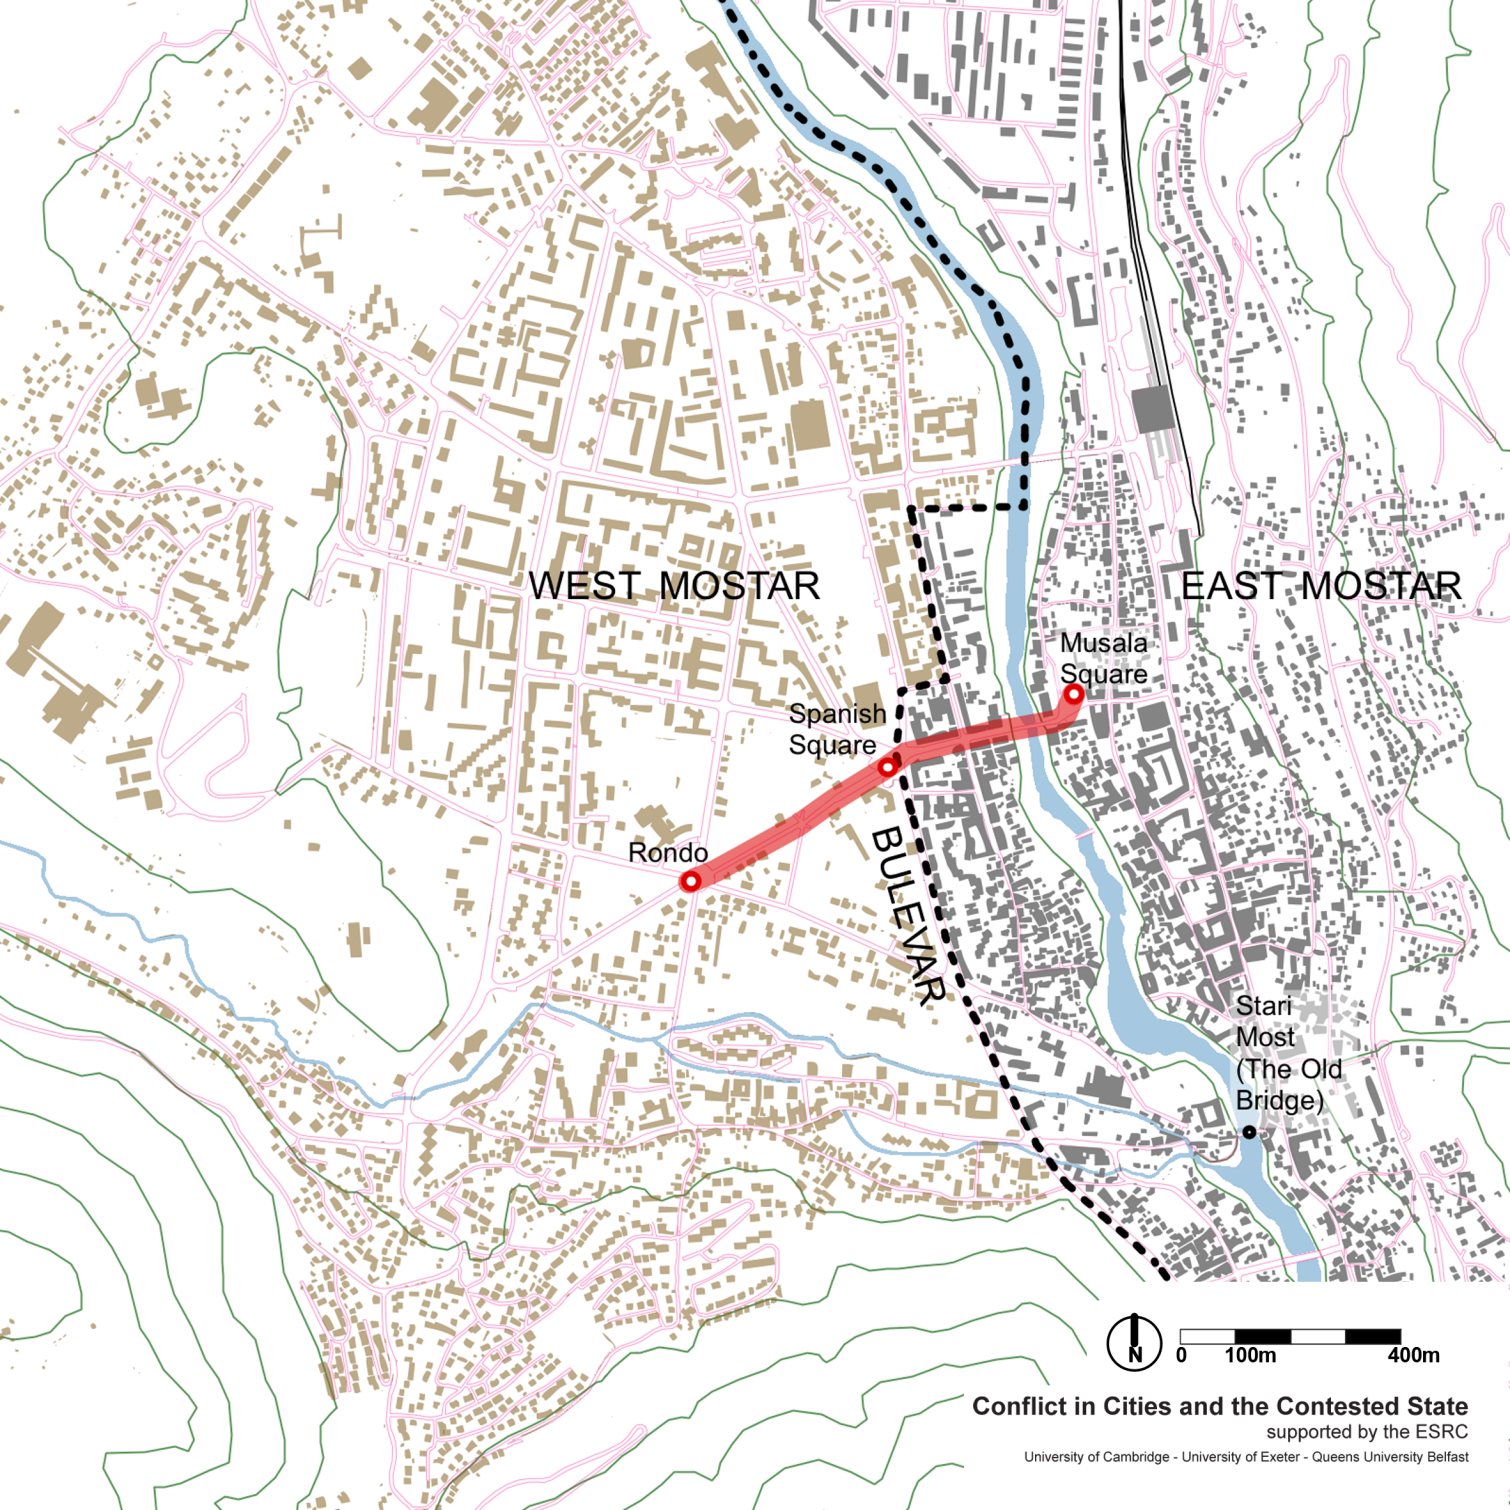 WEST MOSTAR
EAST MOSTAR
Musala
Square
Spanish
Square
Rondo
BULEVAR
Stari
Most
(The Old
Bridge)
N
0 100m 400m
Conflict in Cities and the Contested State
supported by the ESRC
University of Cambridge - University of Exeter - Queens University Belfast